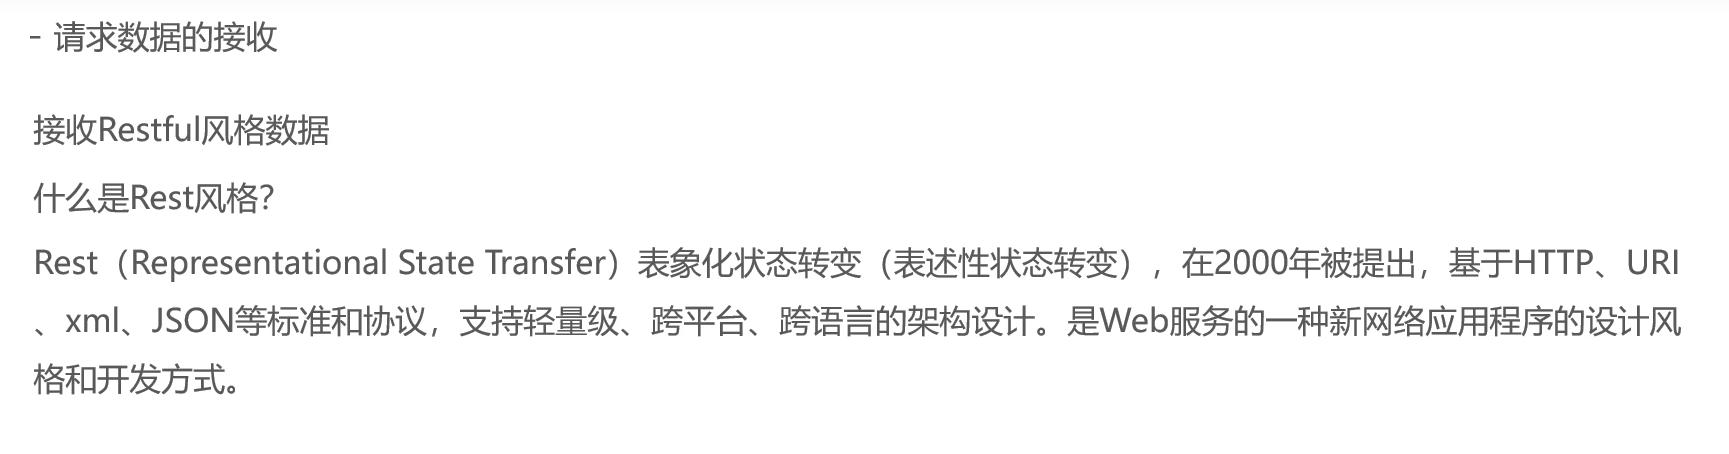 - 请求数据的接收
接收Restful风格数据
什么是Rest风格?
Rest（Representational State Transfer）表象化状态转变（表述性状态转变），在2000年被提出，基于HTTP、URI
、xml、JSON等标准和协议，支持轻量级、跨平台、跨语言的架构设计。是Web服务的一种新网络应用程序的设计风
格和开发方式。